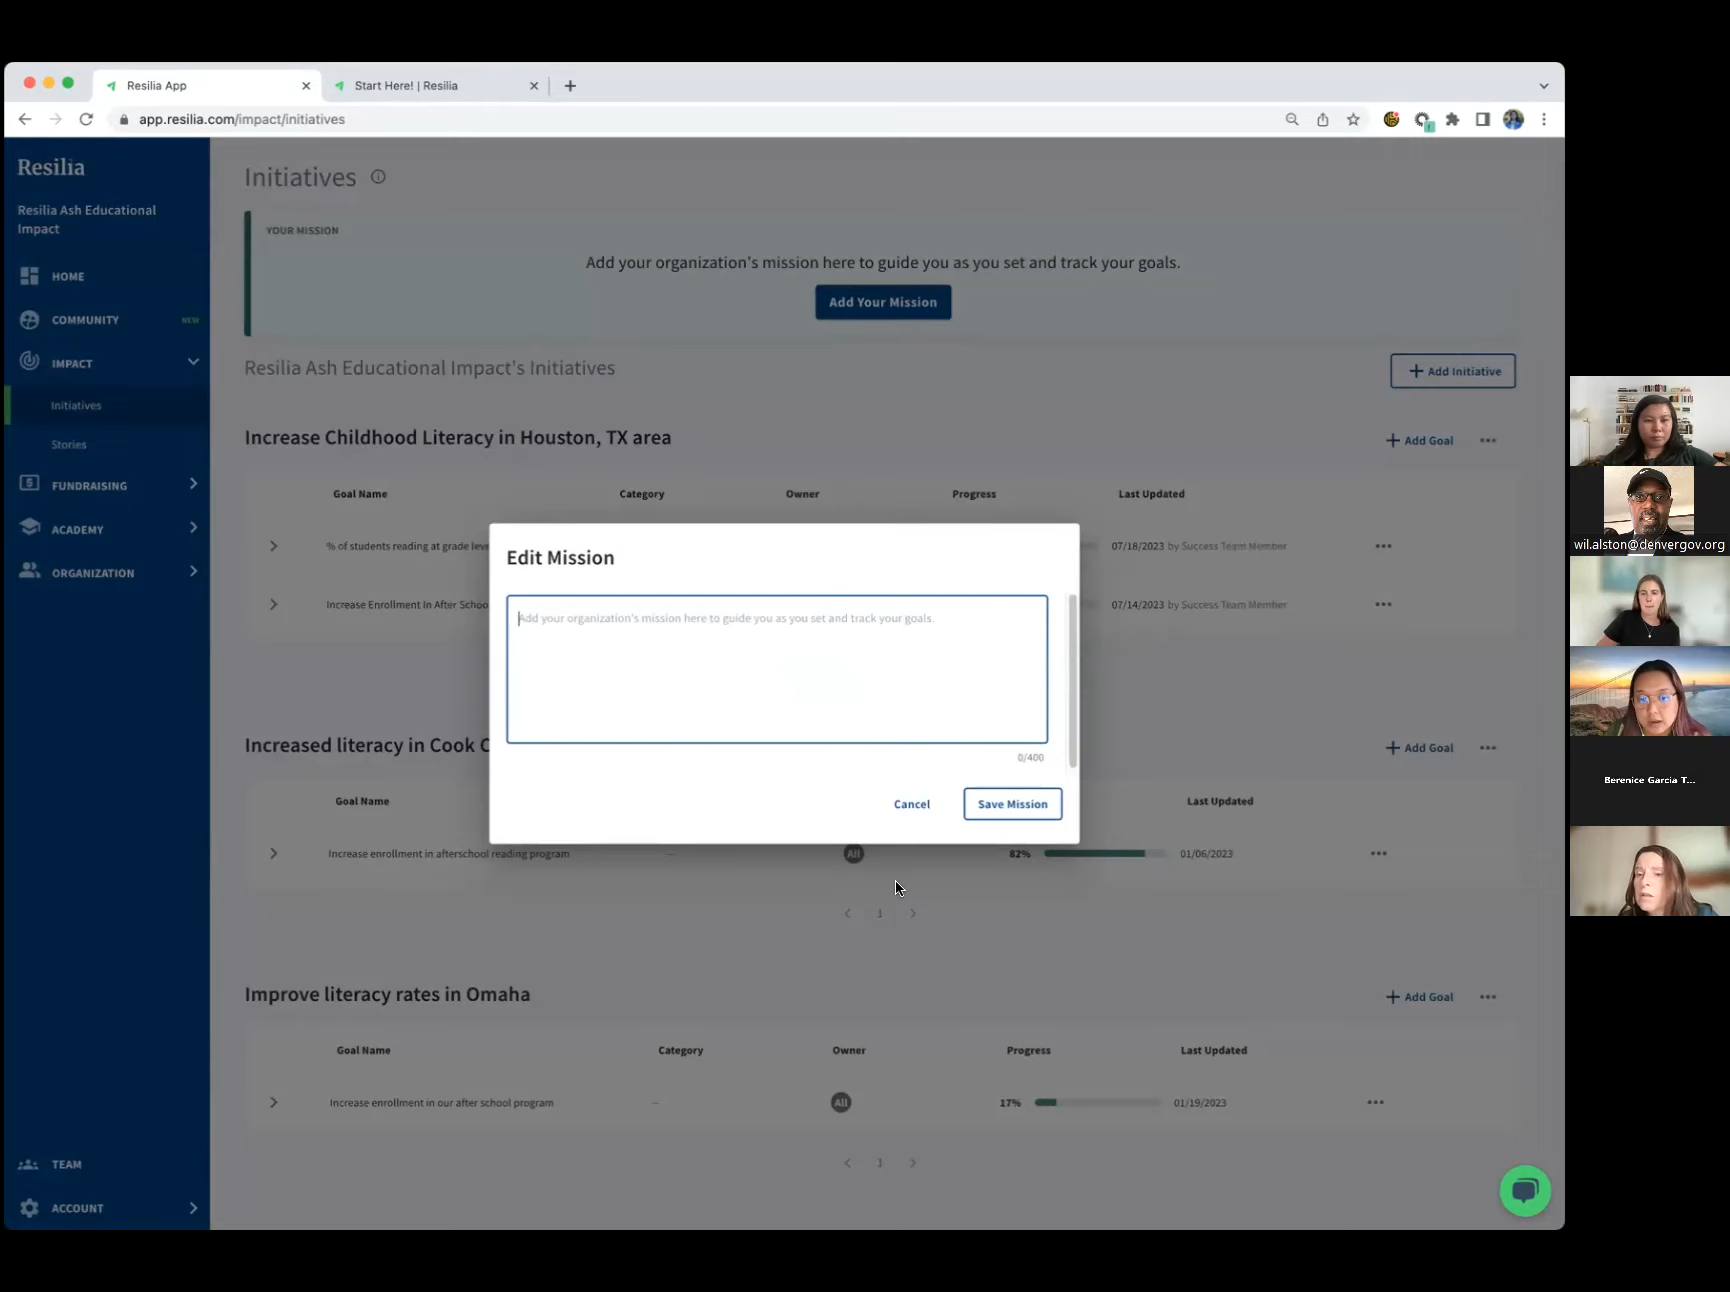 Resilia App
Start Here! | Resilia
app.resilia.com/impact/initiatives
Resilia
Resilia Ash Educational
Impact
HOME
COMMUNITY NEW
IMPACT
Initiatives
Stories
FUNDRAISING
ACADEMY
ORGANIZATION
TEAM
ACCOUNT
Initiatives
YOUR MISSION
Add your organization's mission here to guide you as you set and track your goals.
Add Your Mission
Resilia Ash Educational Impact's Initiatives
+ Add Initiative
Increase Childhood Literacy in Houston, TX area
+ Add Goal
Goal Name Category Owner Progress Last Updated
% of students reading at grade leve
07/18/2023 by Success Team Member
Increase Enrollment In After Schoo
07/14/2023 by Success Team Member
Edit Mission
Add your organization's mission here to guide you as you set and track your goals.
0/400
Cancel
Save Mission
Increased literacy in Cook C
+ Add Goal
Goal Name Last Updated
Increase enrollment in afterschool reading program -- All 82% 01/06/2023
1
Improve literacy rates in Omaha
+ Add Goal
Goal Name Category Owner Progress Last Updated
Increase enrollment in our after school program -- All 17% 01/19/2023
1
wil.alston@denvergov.org
Berenice Garcia T...